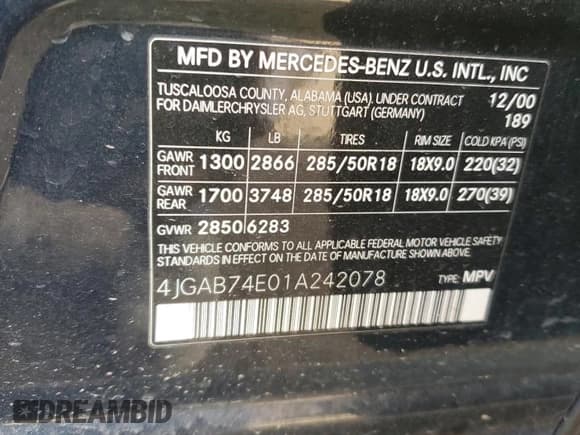 MFD BY MERCEDES-BENZ U.S. INTL., INC
TUSCALOOSA COUNTY, ALABAMA (USA). UNDER CONTRACT 12/00
FOR DAIMLERCHRYSLER AG, STUTTGART (GERMANY) 189
KG LB TIRES RIM SIZE COLD KPA (PSI)
GAWR FRONT 1300 2866 285/50R18 18X9.0 220(32)
GAWR REAR 1700 3748 285/50R18 18X9.0 270(39)
GVWR 2850 6283
THIS VEHICLE CONFORMS TO ALL APPLICABLE FEDERAL MOTOR VEHICLE SAFETY
STANDARDS IN EFFECT ON THE DATE OF MANUFACTURE SHOWN ABOVE.
4JGAB74E01A242078 TYPE: MPV
DREAMBID